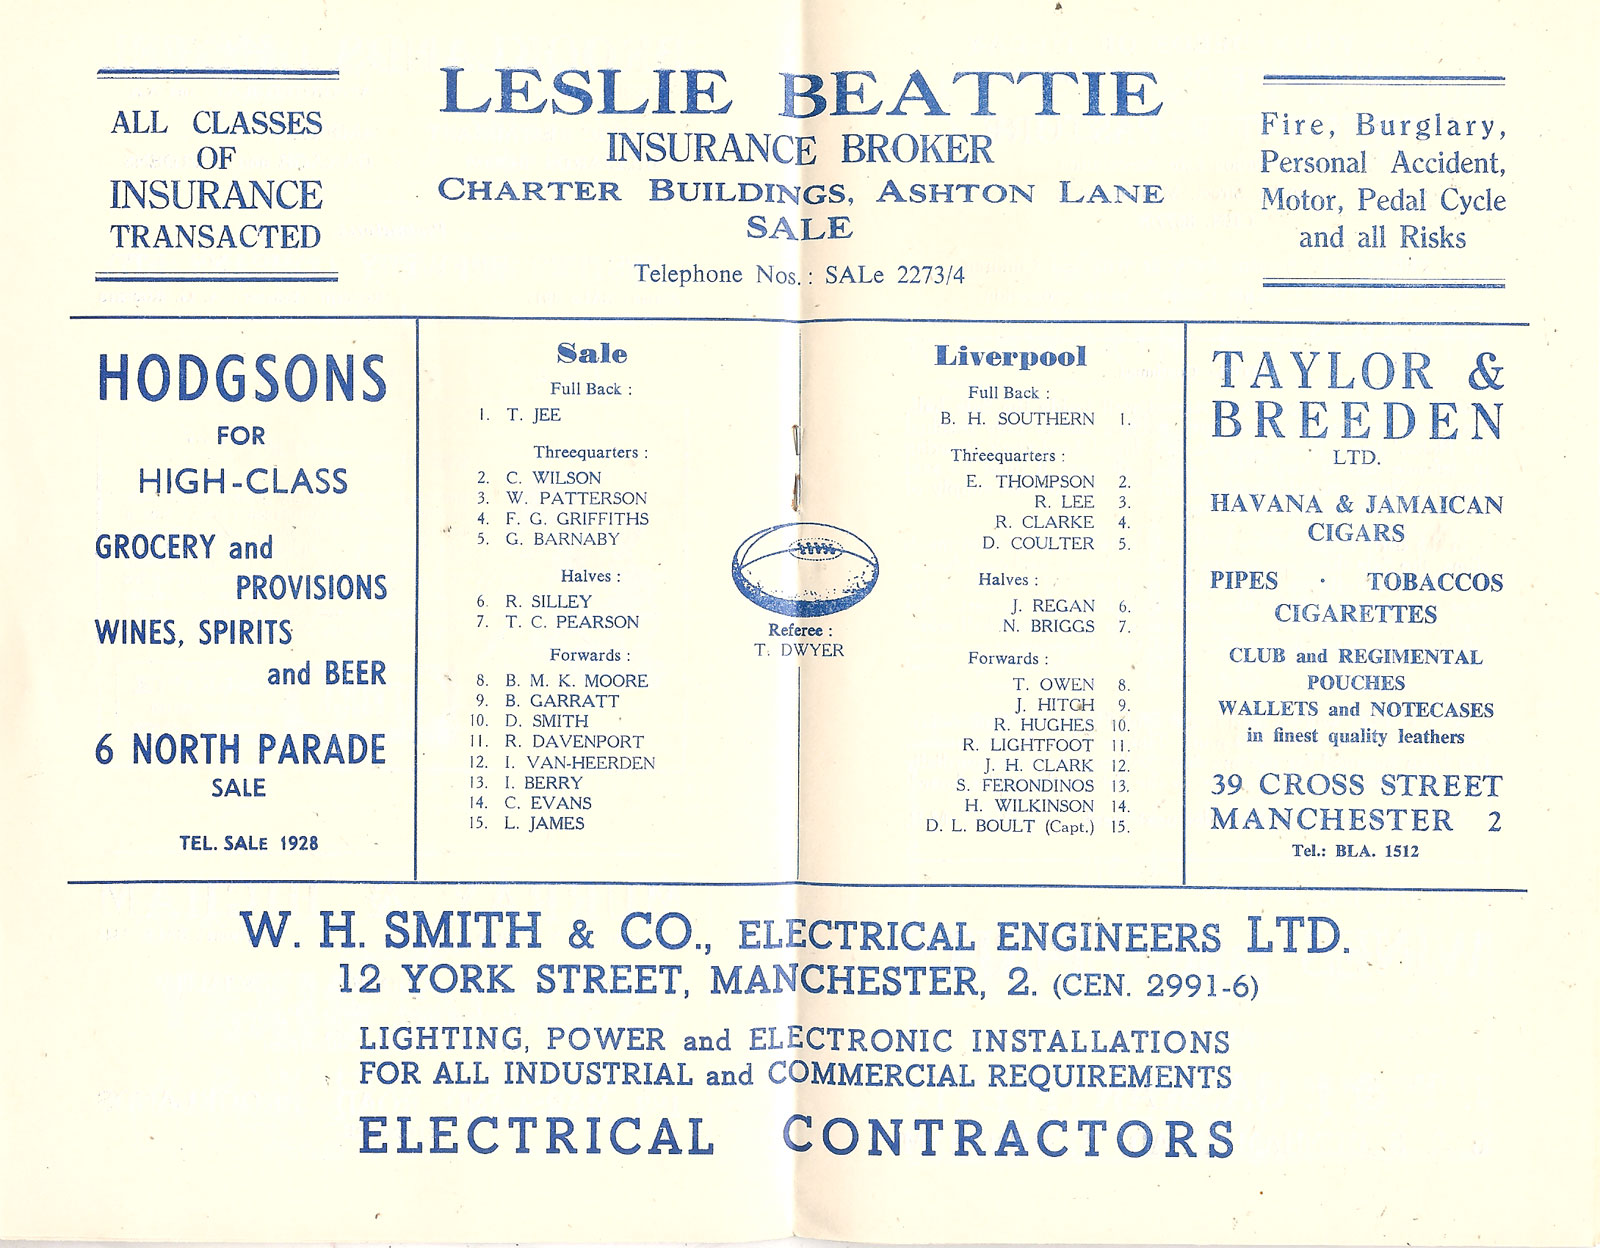 ALL CLASSES
OF
INSURANCE
TRANSACTED
LESLIE BEATTIE
INSURANCE BROKER
CHARTER BUILDINGS, ASHTON LANE
SALE
Telephone Nos.: SALe 2273/4
Fire, Burglary,
Personal Accident,
Motor, Pedal Cycle
and all Risks
HODGSONS
FOR
HIGH-CLASS
GROCERY and
PROVISIONS
WINES, SPIRITS
and BEER
6 NORTH PARADE
SALE
TEL. SALE 1928
Sale
Full Back :
1. T. JEE
Threequarters :
2. C. WILSON
3. W. PATTERSON
4. F. G. GRIFFITHS
5. G. BARNABY
Halves :
6. R. SILLEY
7. T. C. PEARSON
Forwards :
8. B. M. K. MOORE
9. B. GARRATT
10. D. SMITH
11. R. DAVENPORT
12. I. VAN-HEERDEN
13. I. BERRY
14. C. EVANS
15. L. JAMES
Referee :
T. DWYER
Liverpool
Full Back :
B. H. SOUTHERN 1.
Threequarters :
E. THOMPSON 2.
R. LEE 3.
R. CLARKE 4.
D. COULTER 5.
Halves :
J. REGAN 6.
N. BRIGGS 7.
Forwards :
T. OWEN 8.
J. HITCH 9.
R. HUGHES 10.
R. LIGHTFOOT 11.
J. H. CLARK 12.
S. FERONDINOS 13.
H. WILKINSON 14.
D. L. BOULT (Capt.) 15.
TAYLOR &
BREEDEN
LTD.
HAVANA & JAMAICAN
CIGARS
PIPES · TOBACCOS
CIGARETTES
CLUB and REGIMENTAL
POUCHES
WALLETS and NOTECASES
in finest quality leathers
39 CROSS STREET
MANCHESTER 2
Tel.: BLA. 1512
W. H. SMITH & CO., ELECTRICAL ENGINEERS LTD.
12 YORK STREET, MANCHESTER, 2. (CEN. 2991-6)
LIGHTING, POWER and ELECTRONIC INSTALLATIONS
FOR ALL INDUSTRIAL and COMMERCIAL REQUIREMENTS
ELECTRICAL CONTRACTORS